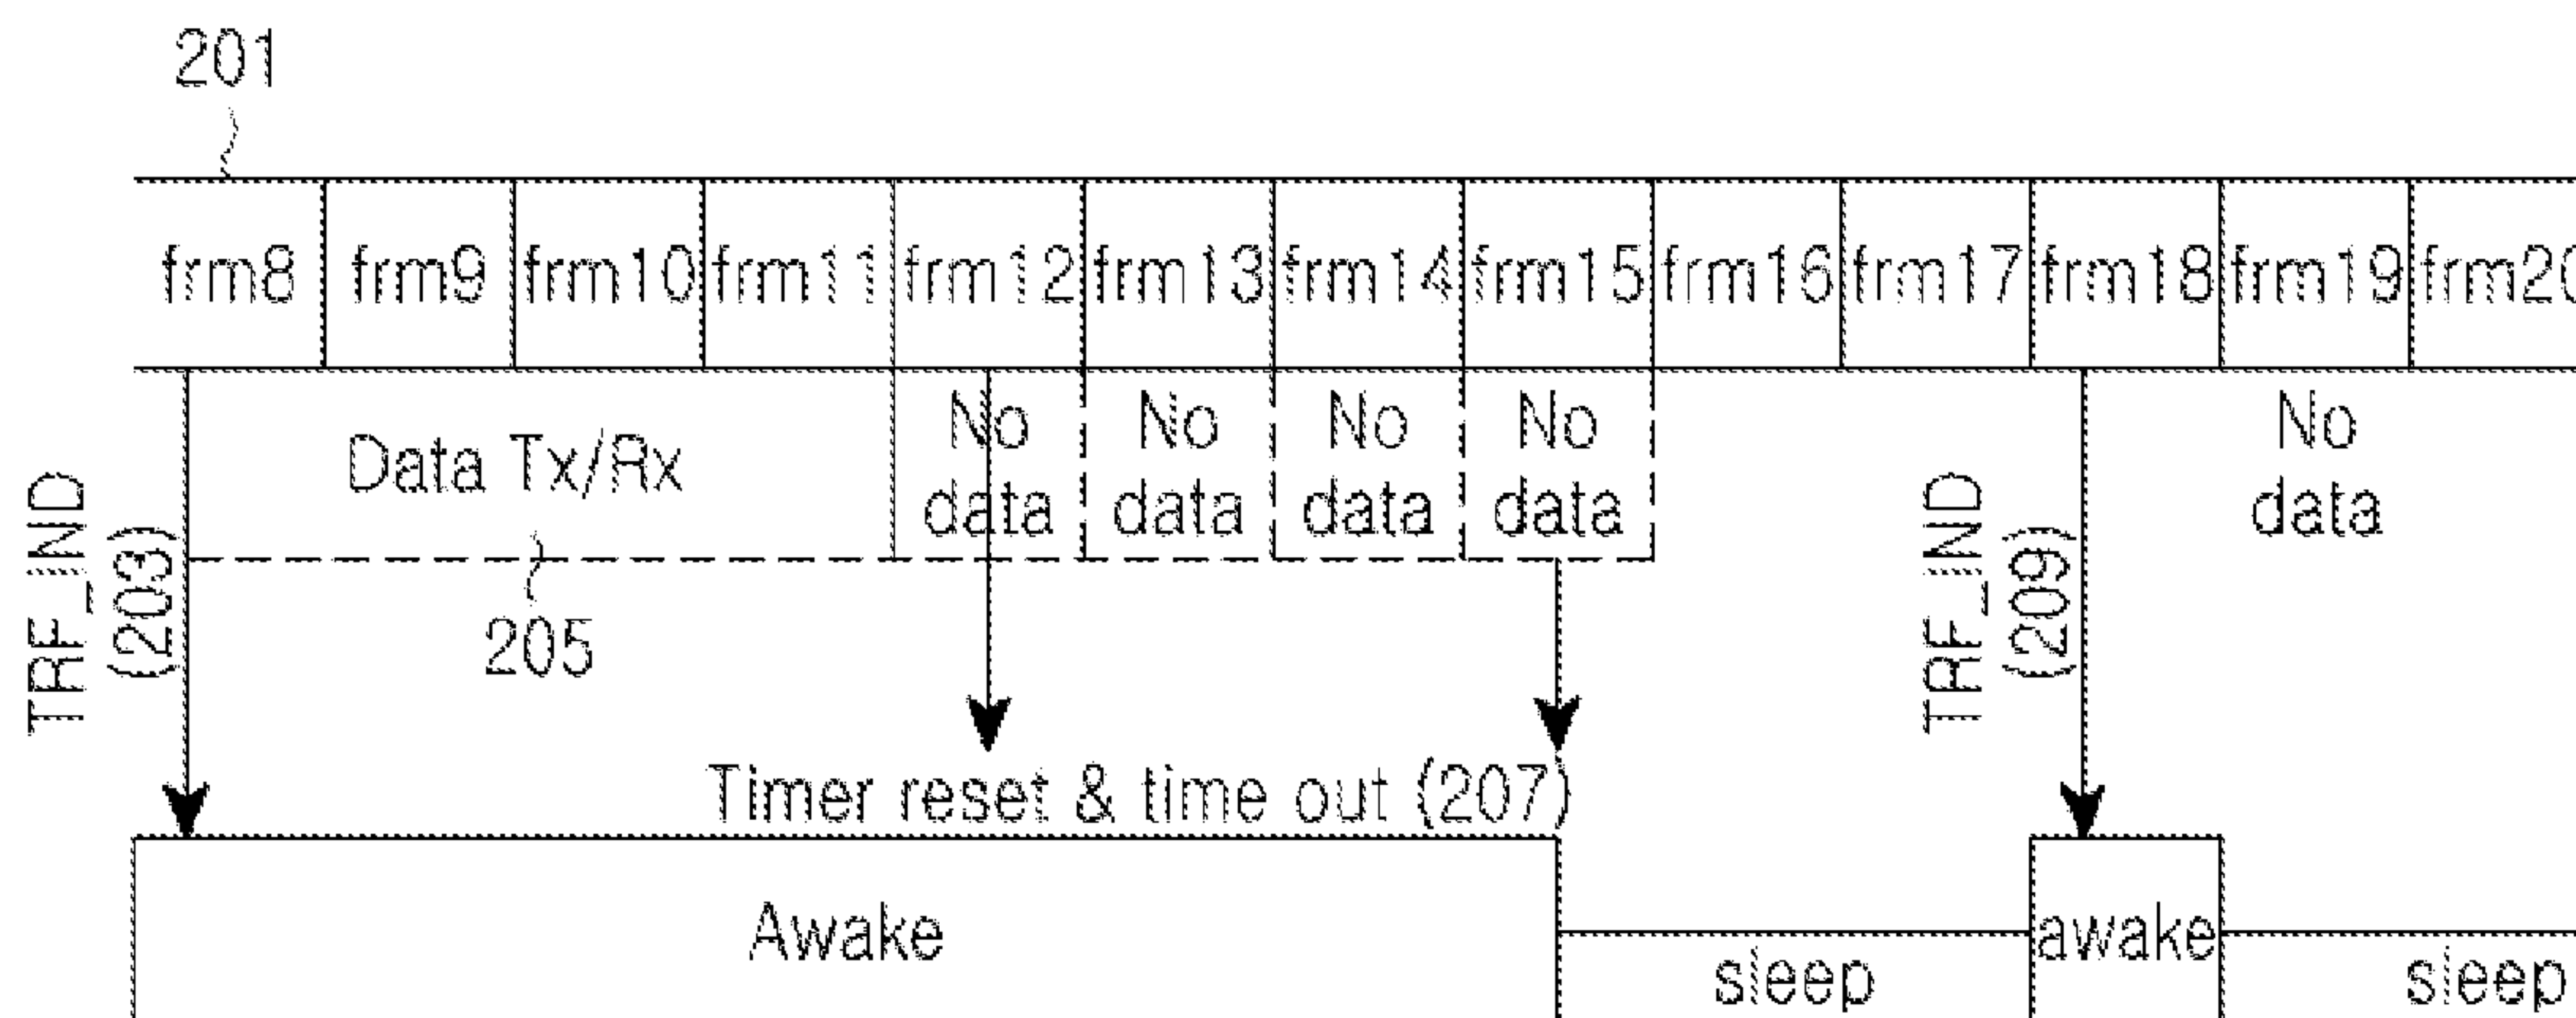 201
frm8 frm9 frm10 frm11 frm12 frm13 frm14 frm15 frm16 frm17 frm18 frm19 frm20
TRF_IND
(203)
Data Tx/Rx
205
No
data
No
data
No
data
No
data
TRF_IND
(209)
No
data
Timer reset & time out (207)
Awake
sleep
awake
sleep